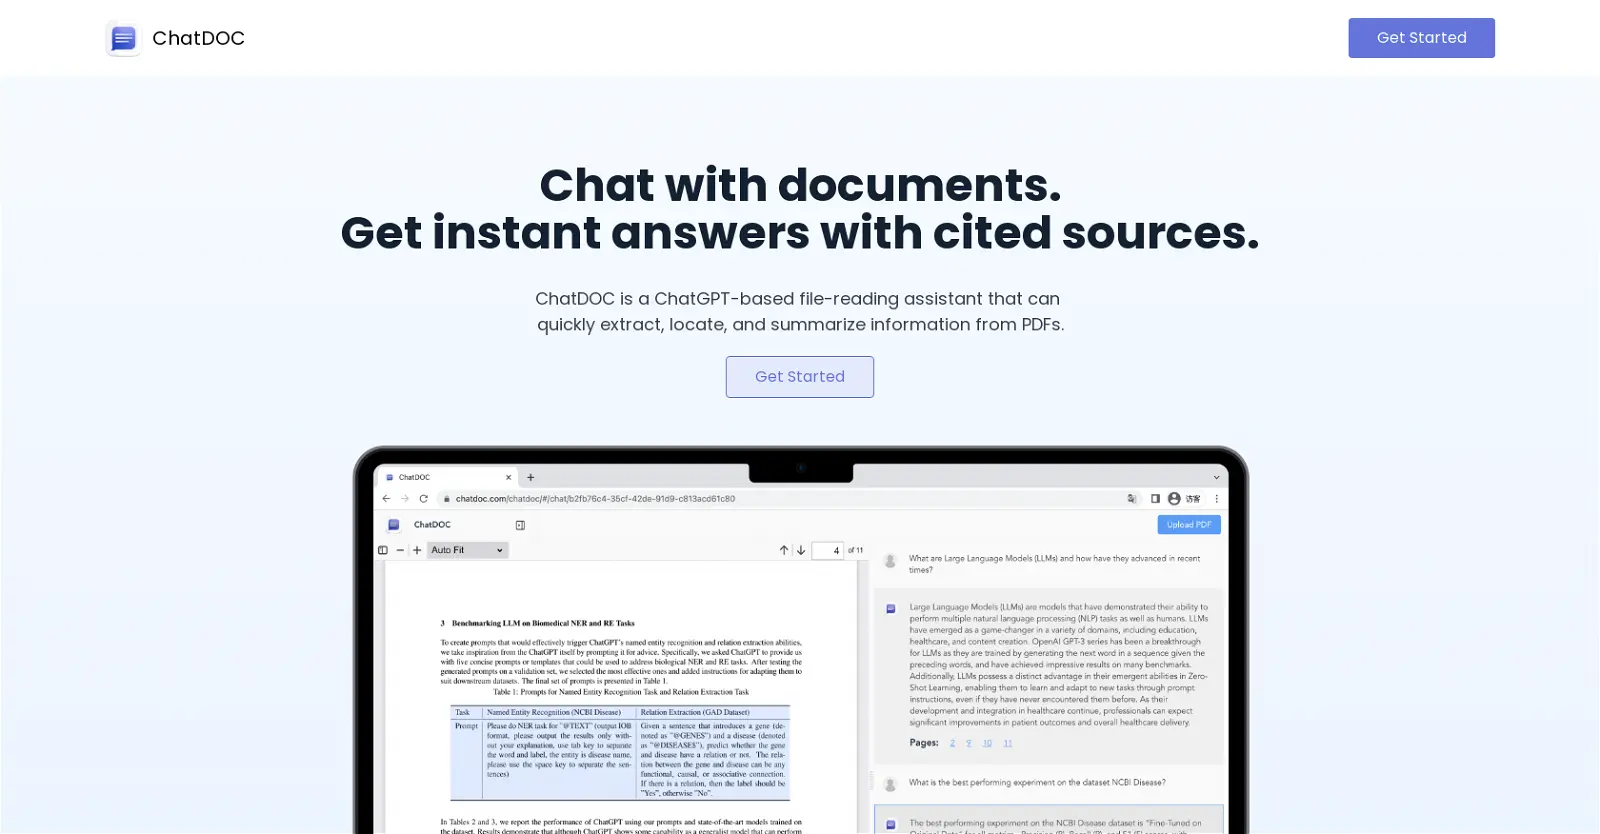 ChatDOC
Get Started
Chat with documents.
Get instant answers with cited sources.
ChatDOC is a ChatGPT-based file-reading assistant that can
quickly extract, locate, and summarize information from PDFs.
Get Started
ChatDOC
chatdoc.com/chatdoc/#/chat/b2fb76c4-35cf-42de-91d9-c813acd61c80
访客
ChatDOC
Upload PDF
Auto Fit
4 of 11
3 Benchmarking LLM on Biomedical NER and RE Tasks
To create prompts that would effectively trigger ChatGPT's named entity recognition and relation extraction abilities,
we take inspiration from the ChatGPT itself by prompting it for advice. Specifically, we asked ChatGPT to provide us
with five concise prompts or templates that could be used to address biological NER and RE tasks. After testing the
generated prompts on a validation set, we selected the most effective ones and added instructions for adapting them to
suit downstream datasets. The final set of prompts is presented in Table 1.
Table 1: Prompts for Named Entity Recognition Task and Relation Extraction Task
Task Named Entity Recognition (NCBI Disease) Relation Extraction (GAD Dataset)
Prompt Please do NER task for "@TEXT" (output IOB Given a sentence that introduces a gene (de-
format, please output the results only with- noted as "@GENE$") and a disease (denoted
out your explanation, use tab key to separate as "@DISEASE$"), predict whether the gene
the word and label, the entity is disease name, and disease have a relation or not. The rela-
please use the space key to separate the sen- tion between the gene and disease can be any
tences) functional, causal, or associative connection.
If there is a relation, then the label should be
"Yes", otherwise "No".
In Tables 2 and 3, we report the performance of ChatGPT using our prompts and state-of-the-art models trained on
the dataset. Results demonstrate that although ChatGPT shows some capability as a generalist model that can perform
What are Large Language Models (LLMs) and how have they advanced in recent
times?
Large Language Models (LLMs) are models that have demonstrated their ability to
perform multiple natural language processing (NLP) tasks as well as humans. LLMs
have emerged as a game-changer in a variety of domains, including education,
healthcare, and content creation. OpenAI GPT-3 series has been a breakthrough
for LLMs as they are trained by generating the next word in a sequence given the
preceding words, and have achieved impressive results on many benchmarks.
Additionally, LLMs possess a distinct advantage in their emergent abilities in Zero-
Shot Learning, enabling them to learn and adapt to new tasks through prompt
instructions, even if they have never encountered them before. As their
development and integration in healthcare continue, professionals can expect
significant improvements in patient outcomes and overall healthcare delivery.
Pages: 2 9 10 11
What is the best performing experiment on the dataset NCBI Disease?
The best performing experiment on the NCBI Disease dataset is "Fine-Tuned on